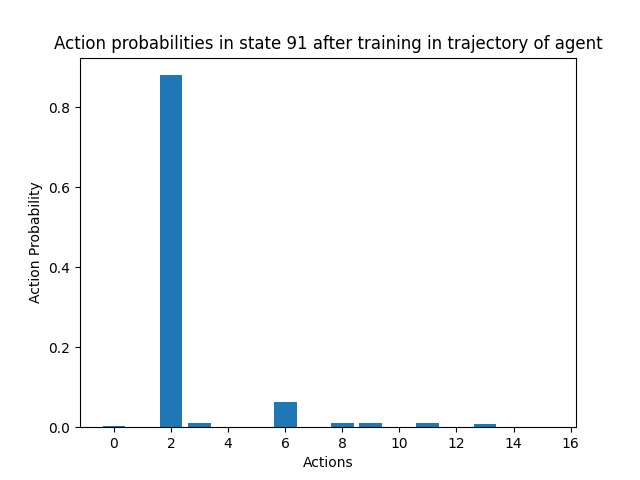 Action probabilities in state 91 after training in trajectory of agent
Action Probability
0.8
0.6
0.4
0.2
0.0
0 2 4 6 8 10 12 14 16
Actions